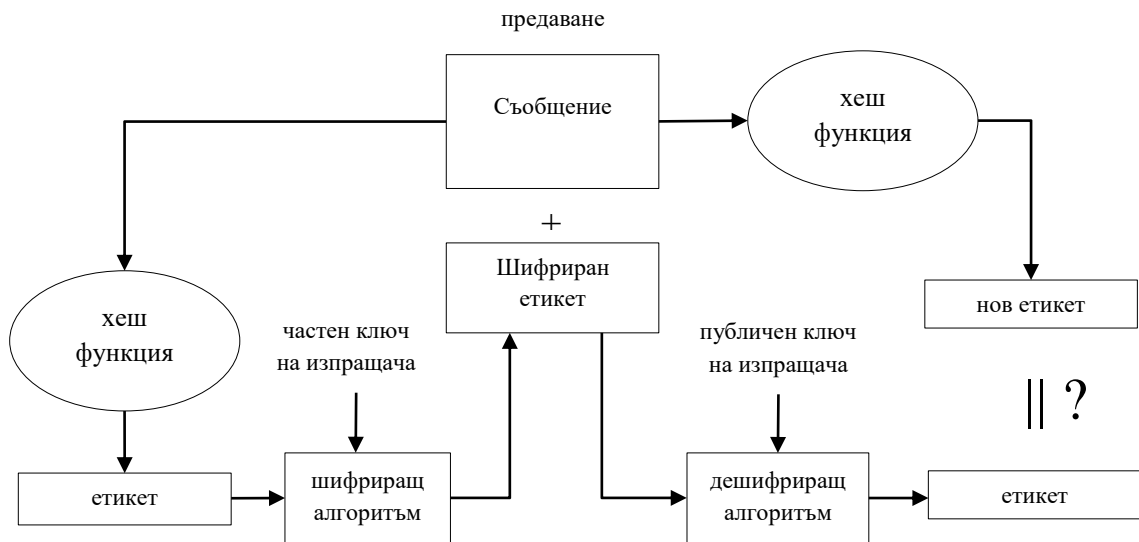 предаване
Съобщение
хеш
функция
+
Шифриран
етикет
нов етикет
хеш
функция
частен ключ
на изпращача
публичен ключ
на изпращача
|| ?
етикет
шифриращ
алгоритъм
дешифриращ
алгоритъм
етикет